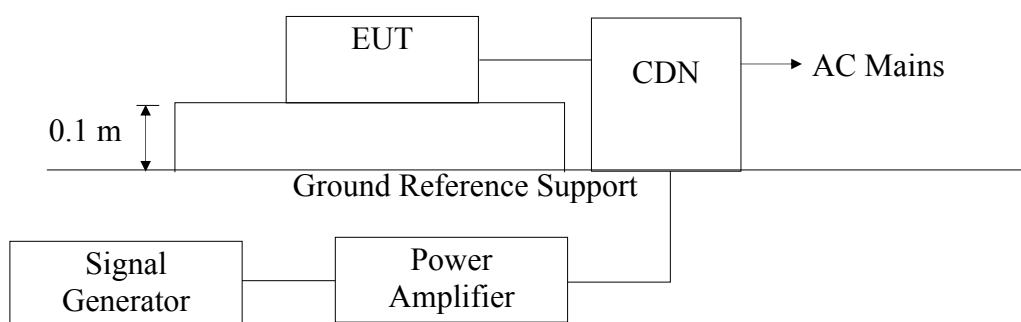 EUT
CDN
AC Mains
0.1 m
Ground Reference Support
Signal
Generator
Power
Amplifier